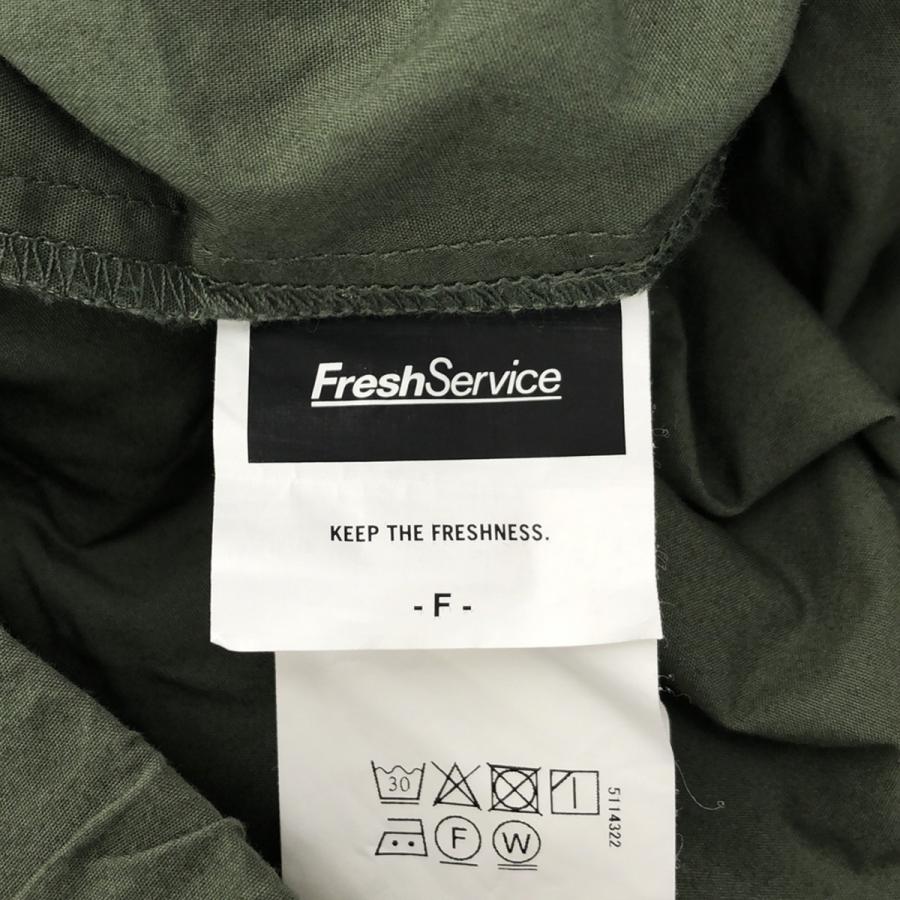 FreshService
KEEP THE FRESHNESS.
- F -
30
F W
5114322